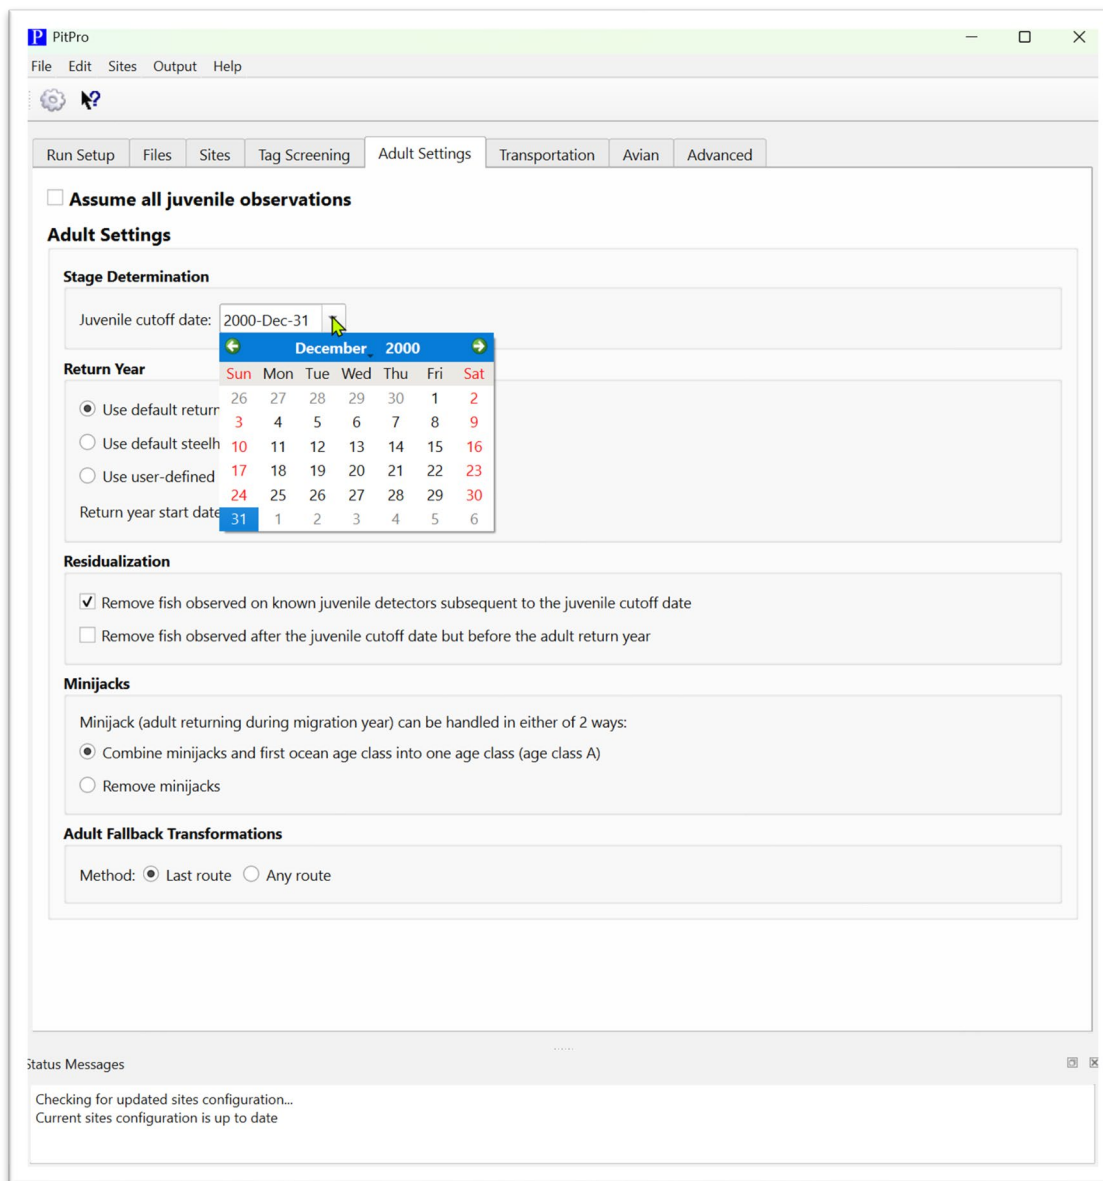 PitPro
File Edit Sites Output Help
Run Setup Files Sites Tag Screening Adult Settings Transportation Avian Advanced
Assume all juvenile observations
Adult Settings
Stage Determination
Juvenile cutoff date: 2000-Dec-31
December 2000
Return Year
Sun Mon Tue Wed Thu Fri Sat
26 27 28 29 30 1 2
Use default return
3 4 5 6 7 8 9
Use default steelh
10 11 12 13 14 15 16
Use user-defined
17 18 19 20 21 22 23
24 25 26 27 28 29 30
Return year start date
31 1 2 3 4 5 6
Residualization
Remove fish observed on known juvenile detectors subsequent to the juvenile cutoff date
Remove fish observed after the juvenile cutoff date but before the adult return year
Minijacks
Minijack (adult returning during migration year) can be handled in either of 2 ways:
Combine minijacks and first ocean age class into one age class (age class A)
Remove minijacks
Adult Fallback Transformations
Method: Last route Any route
Status Messages
Checking for updated sites configuration...
Current sites configuration is up to date